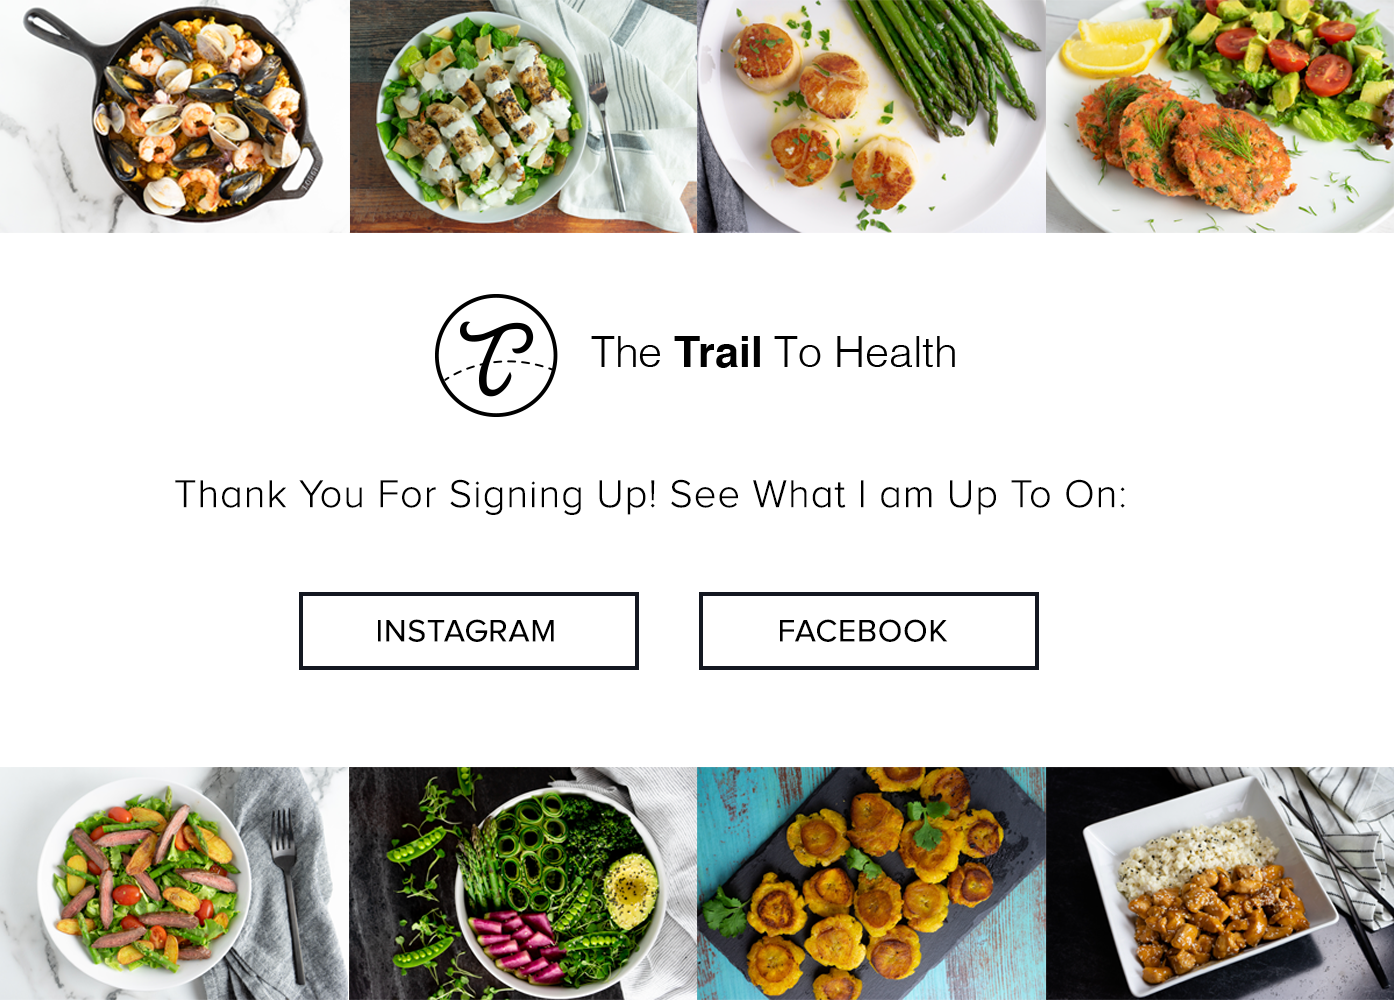 The Trail To Health
Thank You For Signing Up! See What I am Up To On:
INSTAGRAM
FACEBOOK